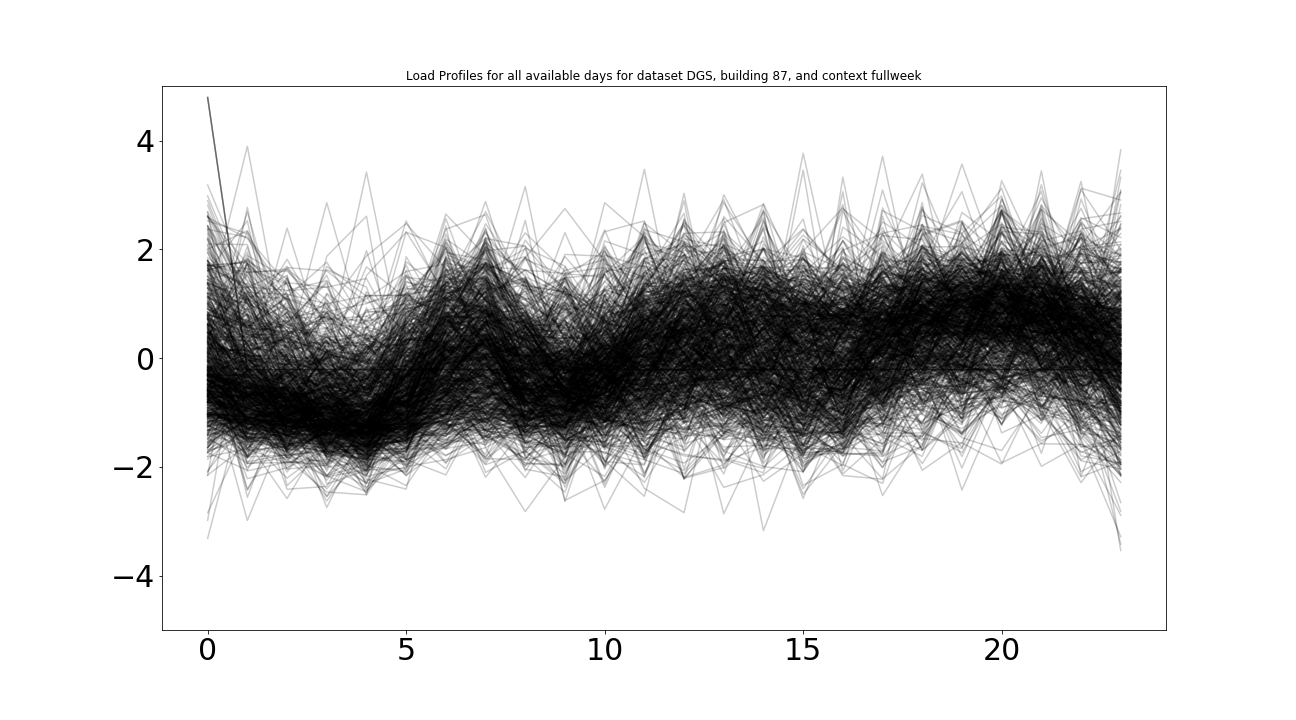 Load Profiles for all available days for dataset DGS, building 87, and context fullweek
4
2
0
−2
−4
0 5 10 15 20